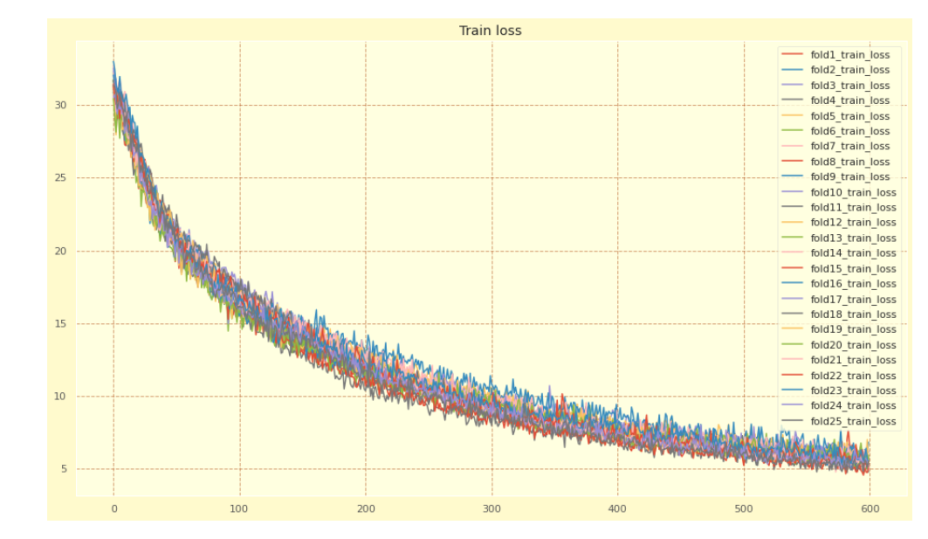 Train loss
30
25
20
15
10
5
0 100 200 300 400 500 600
fold1_train_loss
fold2_train_loss
fold3_train_loss
fold4_train_loss
fold5_train_loss
fold6_train_loss
fold7_train_loss
fold8_train_loss
fold9_train_loss
fold10_train_loss
fold11_train_loss
fold12_train_loss
fold13_train_loss
fold14_train_loss
fold15_train_loss
fold16_train_loss
fold17_train_loss
fold18_train_loss
fold19_train_loss
fold20_train_loss
fold21_train_loss
fold22_train_loss
fold23_train_loss
fold24_train_loss
fold25_train_loss